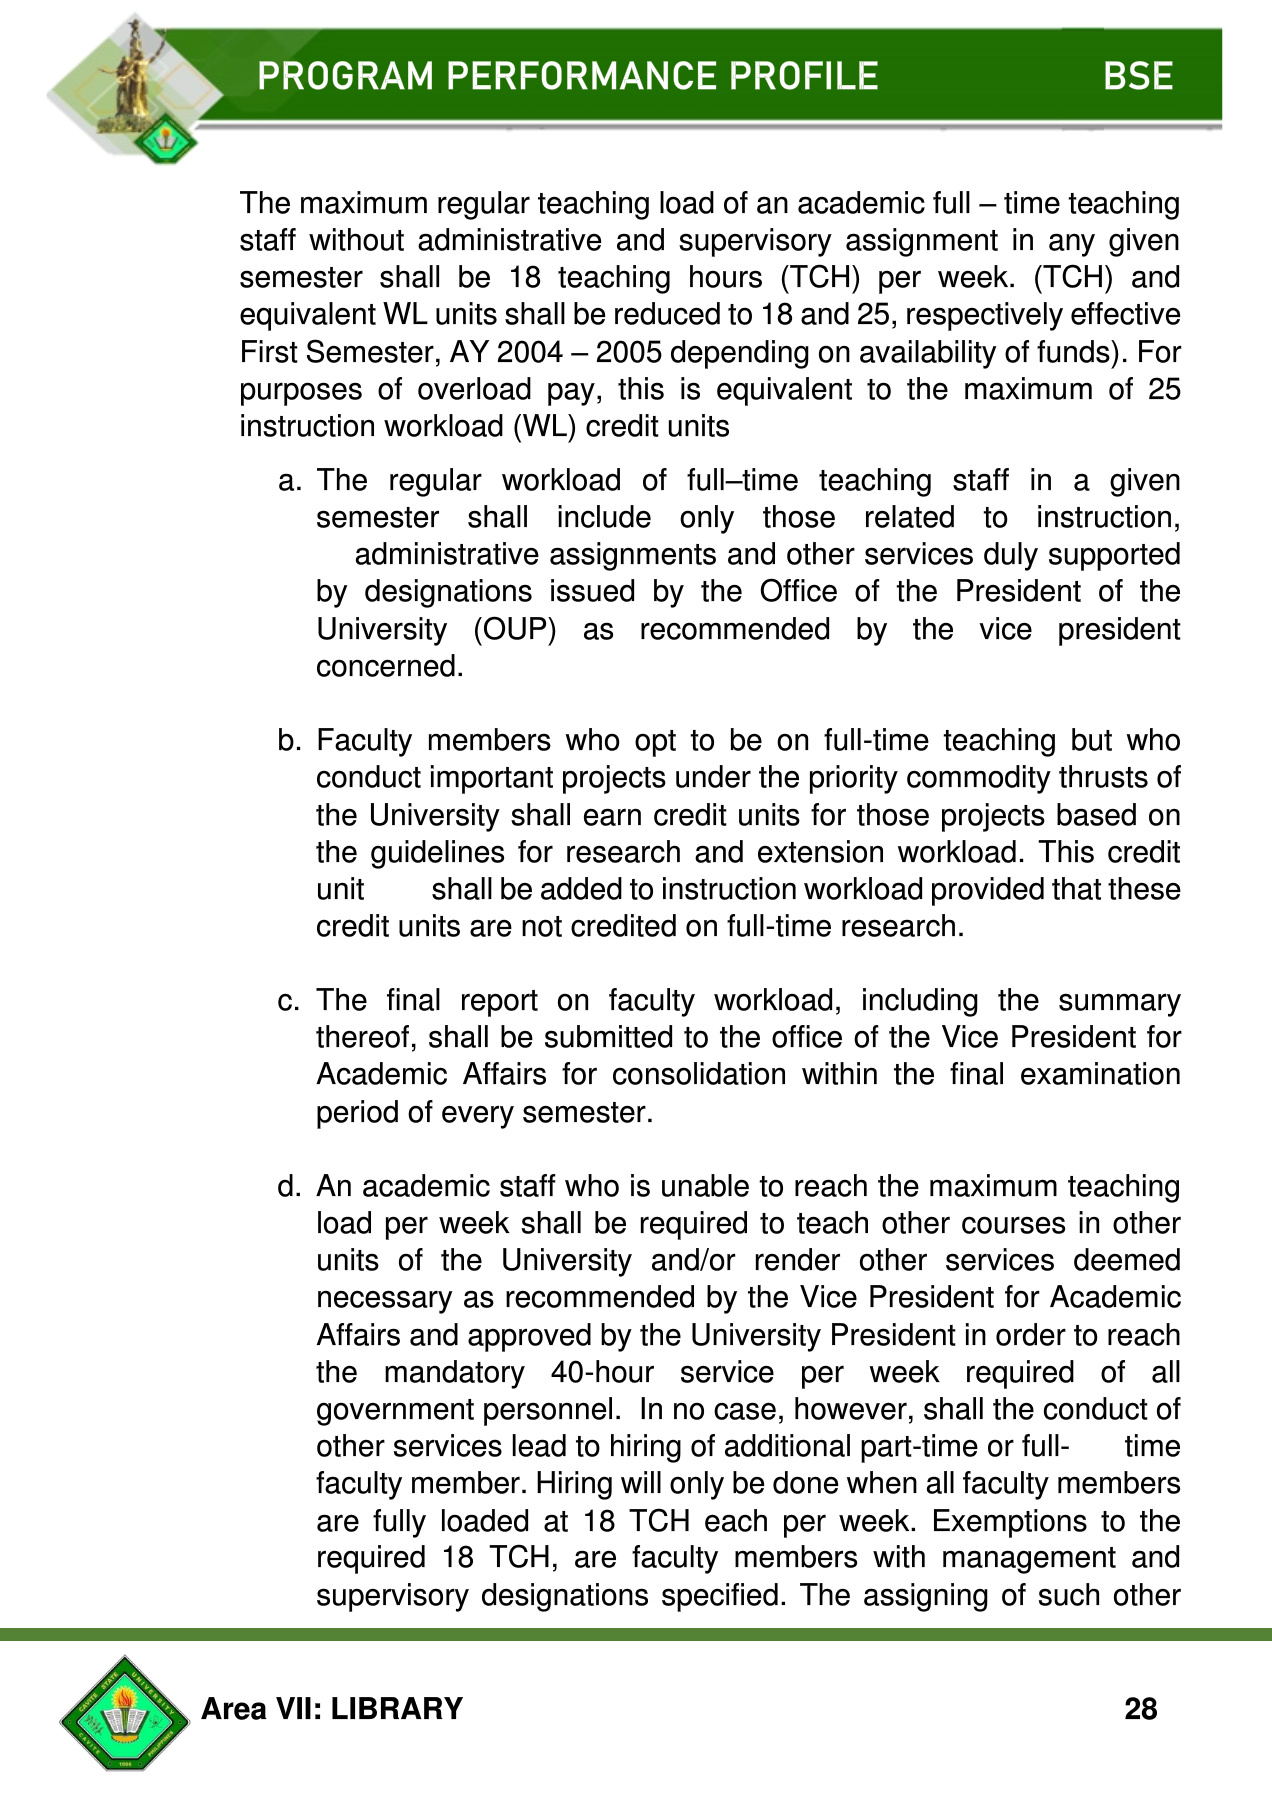 PROGRAM PERFORMANCE PROFILE BSE
The maximum regular teaching load of an academic full – time teaching
staff without administrative and supervisory assignment in any given
semester shall be 18 teaching hours (TCH) per week. (TCH) and
equivalent WL units shall be reduced to 18 and 25, respectively effective
First Semester, AY 2004 – 2005 depending on availability of funds). For
purposes of overload pay, this is equivalent to the maximum of 25
instruction workload (WL) credit units
a. The regular workload of full–time teaching staff in a given
semester shall include only those related to instruction,
administrative assignments and other services duly supported
by designations issued by the Office of the President of the
University (OUP) as recommended by the vice president
concerned.
b. Faculty members who opt to be on full-time teaching but who
conduct important projects under the priority commodity thrusts of
the University shall earn credit units for those projects based on
the guidelines for research and extension workload. This credit
unit shall be added to instruction workload provided that these
credit units are not credited on full-time research.
c. The final report on faculty workload, including the summary
thereof, shall be submitted to the office of the Vice President for
Academic Affairs for consolidation within the final examination
period of every semester.
d. An academic staff who is unable to reach the maximum teaching
load per week shall be required to teach other courses in other
units of the University and/or render other services deemed
necessary as recommended by the Vice President for Academic
Affairs and approved by the University President in order to reach
the mandatory 40-hour service per week required of all
government personnel. In no case, however, shall the conduct of
other services lead to hiring of additional part-time or full- time
faculty member. Hiring will only be done when all faculty members
are fully loaded at 18 TCH each per week. Exemptions to the
required 18 TCH, are faculty members with management and
supervisory designations specified. The assigning of such other
CAVITE STATE UNIVERSITY
CAVITE PHILIPPINES
1906
Area VII: LIBRARY 28